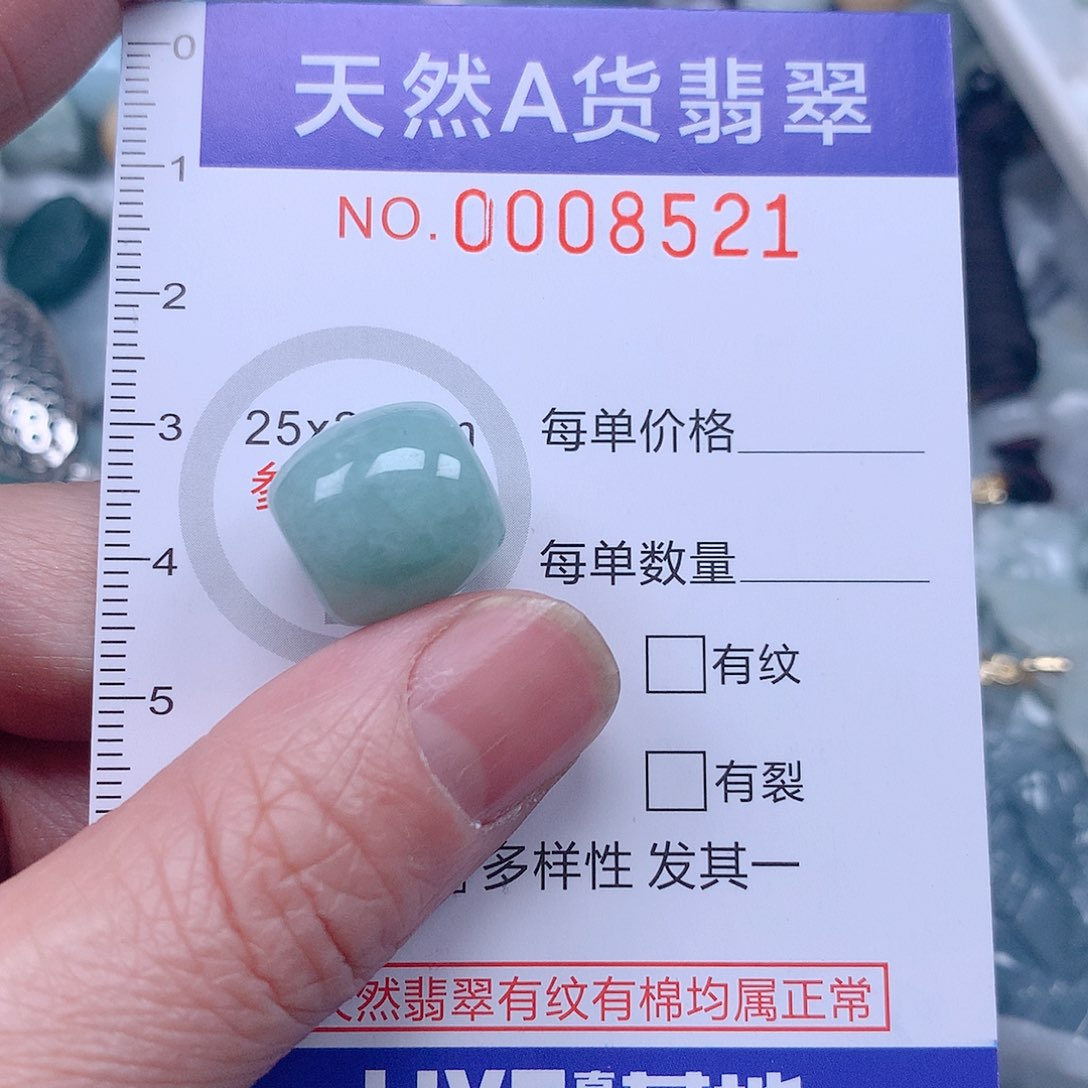 0
天然A货翡翠
1
NO.0008521
2
3
25x
每单价格
4
每单数量
有纹
5
有裂
多样性 发其一
然翡翠有纹有棉均属正常